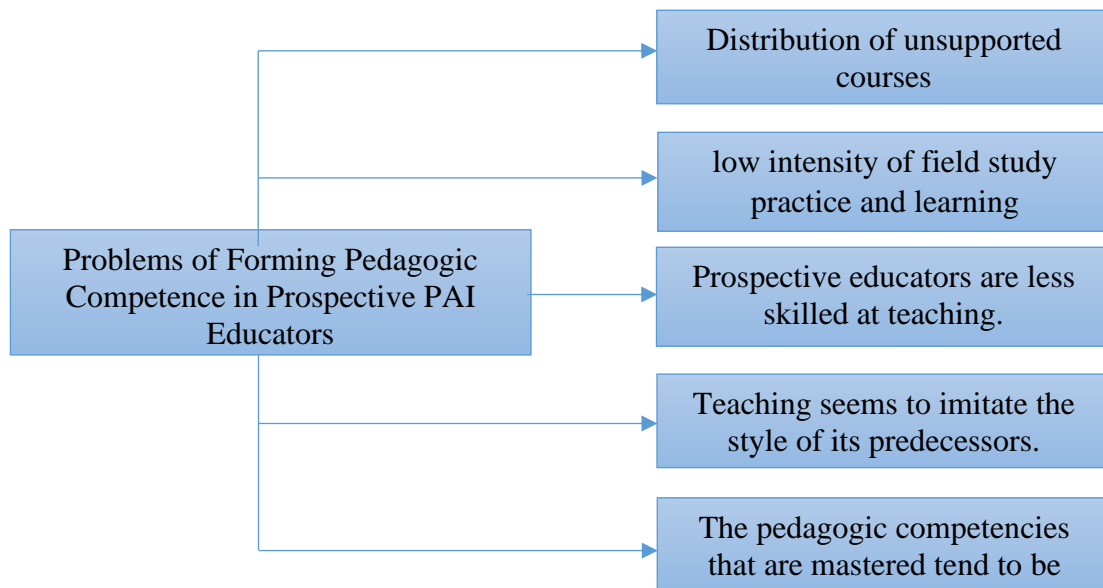 Distribution of unsupported
courses
low intensity of field study
practice and learning
Problems of Forming Pedagogic
Competence in Prospective PAI
Educators
Prospective educators are less
skilled at teaching.
Teaching seems to imitate the
style of its predecessors.
The pedagogic competencies
that are mastered tend to be